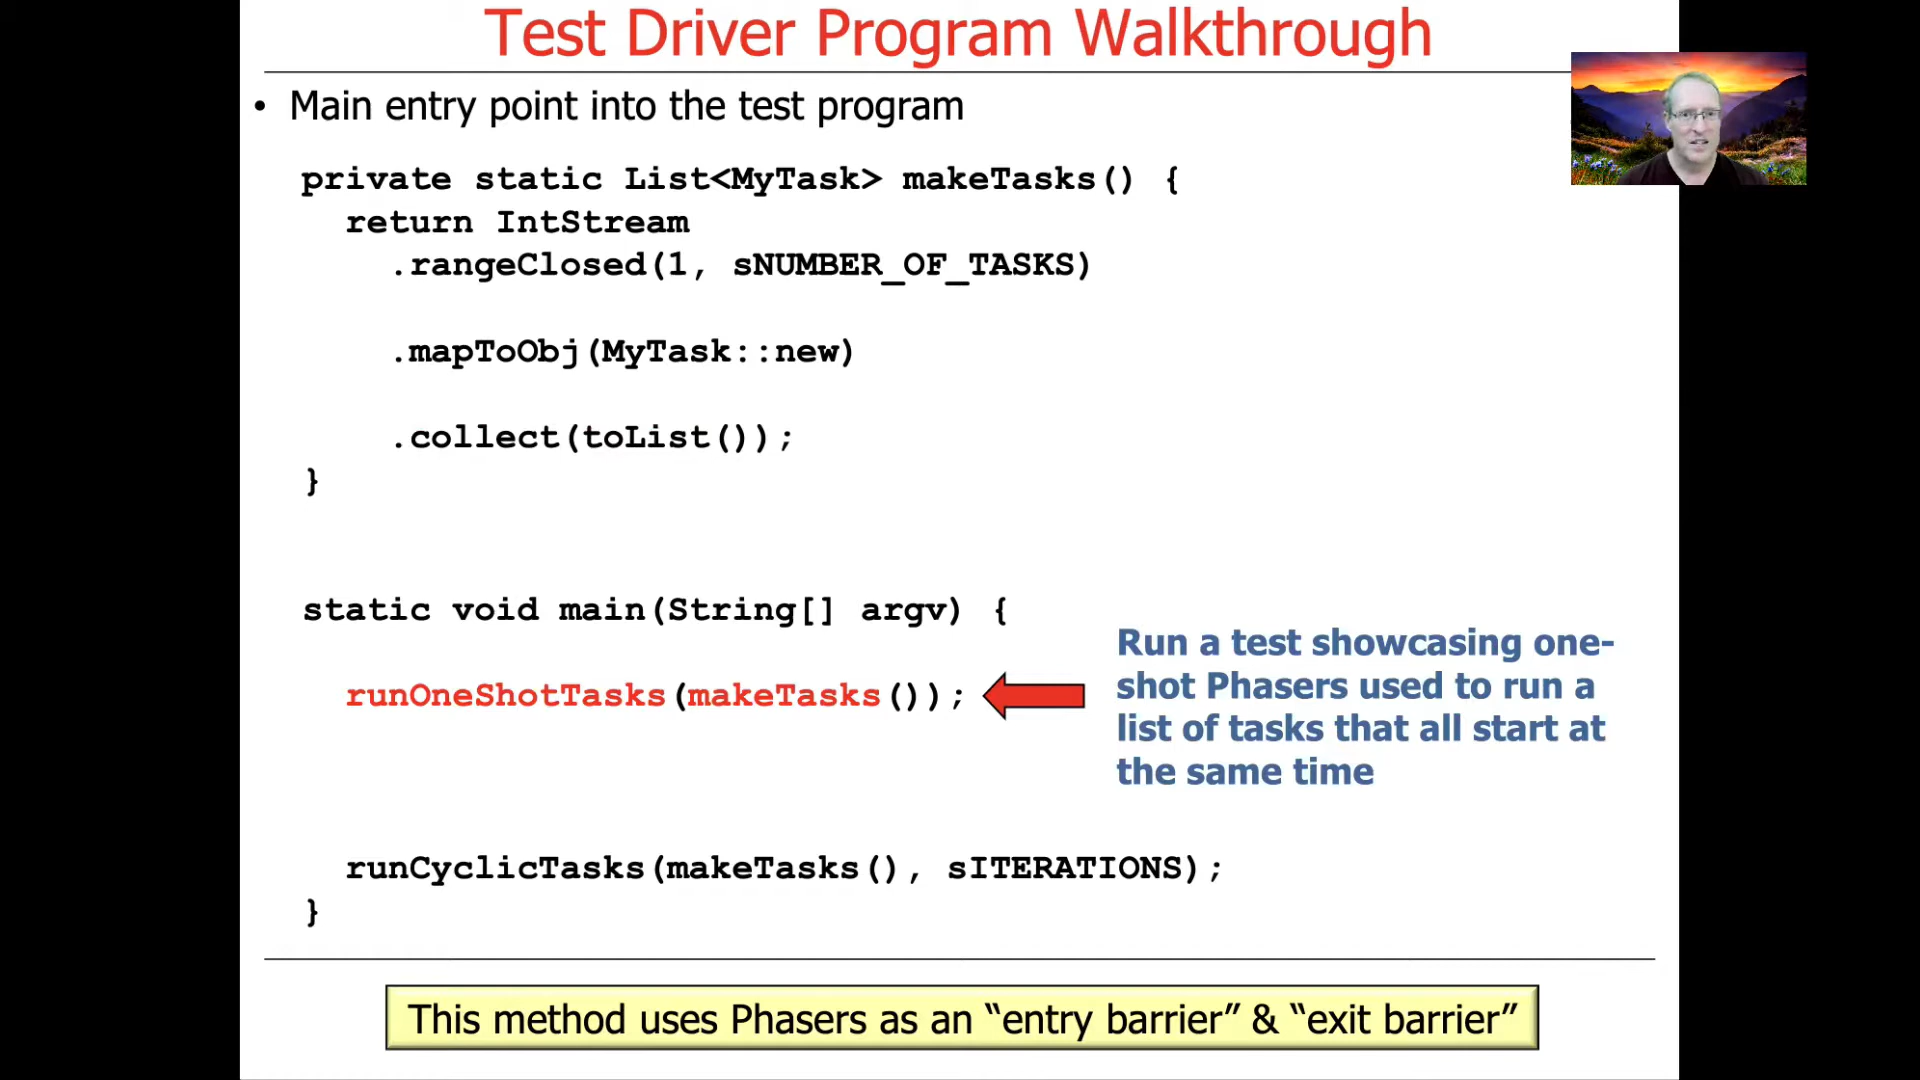 Test Driver Program Walkthrough
• Main entry point into the test program
private static List<MyTask> makeTasks() {
return IntStream
.rangeClosed(1, sNUMBER_OF_TASKS)
.mapToObj(MyTask::new)
.collect(toList());
}
static void main(String[] argv) {
runOneShotTasks(makeTasks());
Run a test showcasing one-
shot Phasers used to run a
list of tasks that all start at
the same time
runCyclicTasks(makeTasks(), sITERATIONS);
}
This method uses Phasers as an “entry barrier” & “exit barrier”